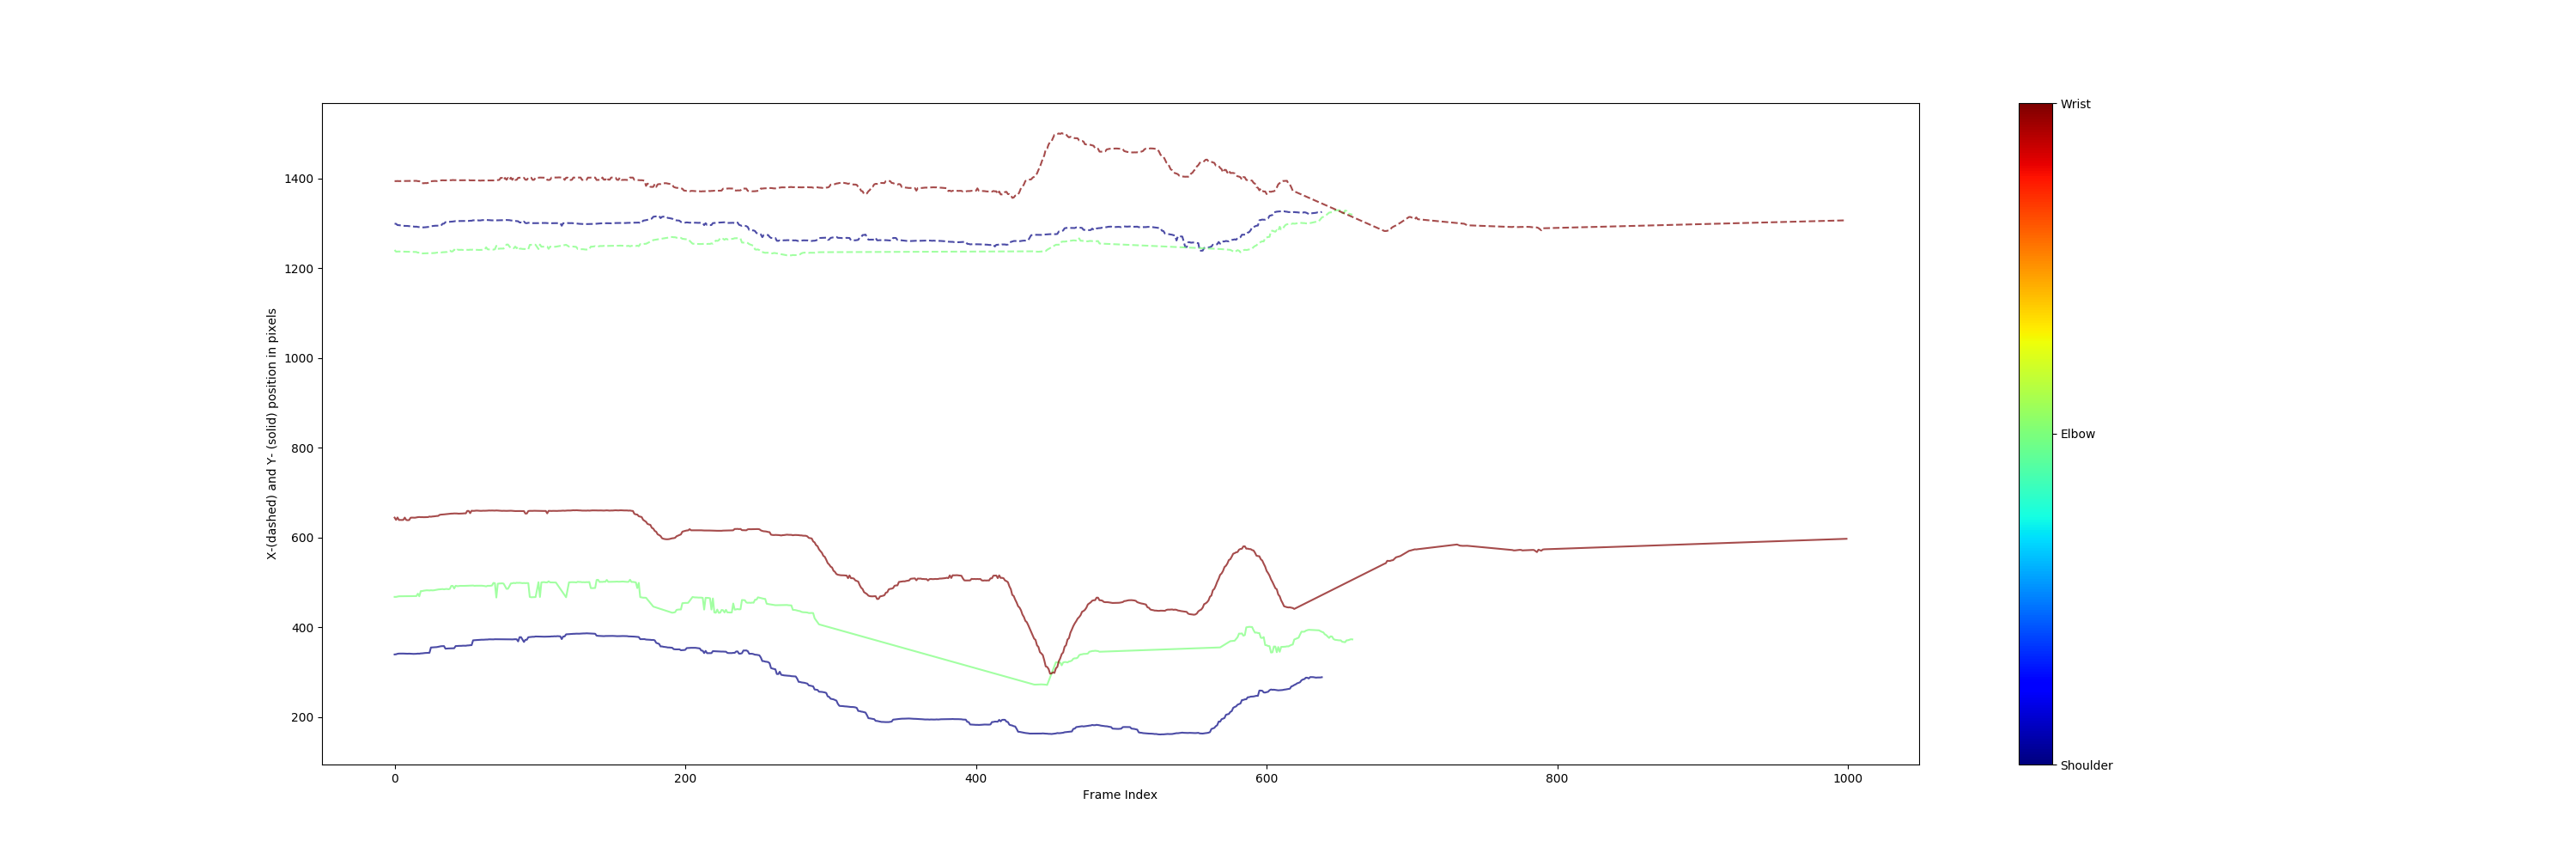 1400
1200
1000
800
600
400
200
0
200
400
600
800
1000
Frame Index
X-(dashed) and Y- (solid) position in pixels
Wrist
Elbow
Shoulder